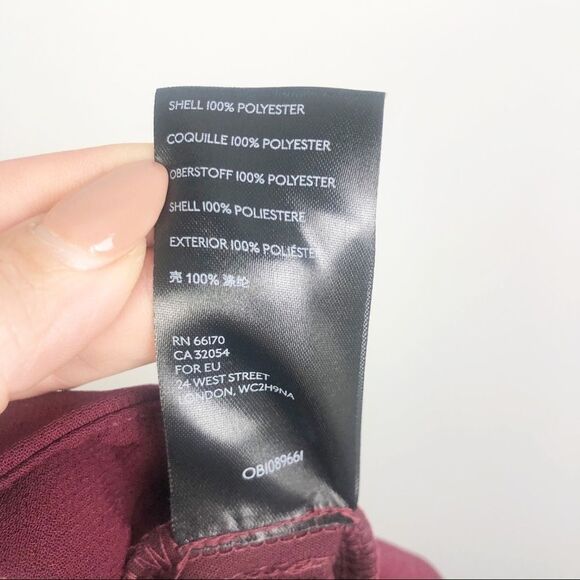 SHELL 100% POLYESTER
COQUILLE 100% POLYESTER
OBERSTOFF 100% POLYESTER
SHELL 100% POLIESTERE
EXTERIOR 100% POLIÉSTER
壳 100% 涤纶
RN 66170
CA 32054
FOR EU
24 WEST STREET
LONDON, WC2H9NA
OB1089661